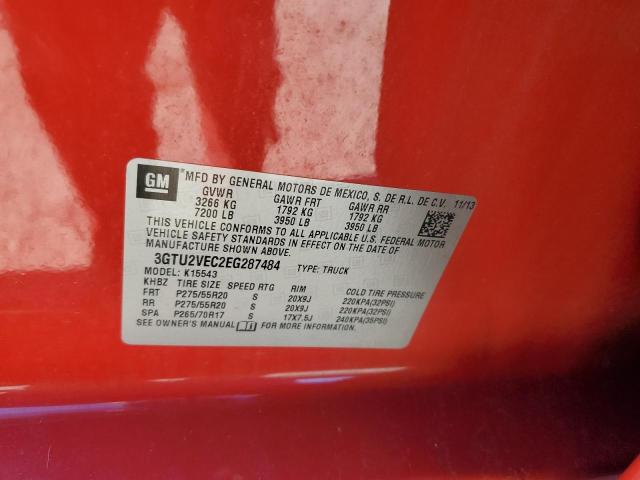 GM
MFD BY GENERAL MOTORS DE MEXICO, S. DE R.L. DE C.V. 11/13
GVWR GAWR FRT GAWR RR
3266 KG 1792 KG 1792 KG
7200 LB 3950 LB 3950 LB
THIS VEHICLE CONFORMS TO ALL APPLICABLE U.S. FEDERAL MOTOR
VEHICLE SAFETY STANDARDS IN EFFECT ON THE DATE OF
MANUFACTURE SHOWN ABOVE.
3GTU2VEC2EG287484 TYPE: TRUCK
MODEL: K15543
KHBZ TIRE SIZE SPEED RTG RIM COLD TIRE PRESSURE
FRT P275/55R20 S 20X9J 220KPA(32PSI)
RR P275/55R20 S 20X9J 220KPA(32PSI)
SPA P265/70R17 S 17X7.5J 240KPA(35PSI)
SEE OWNER'S MANUAL